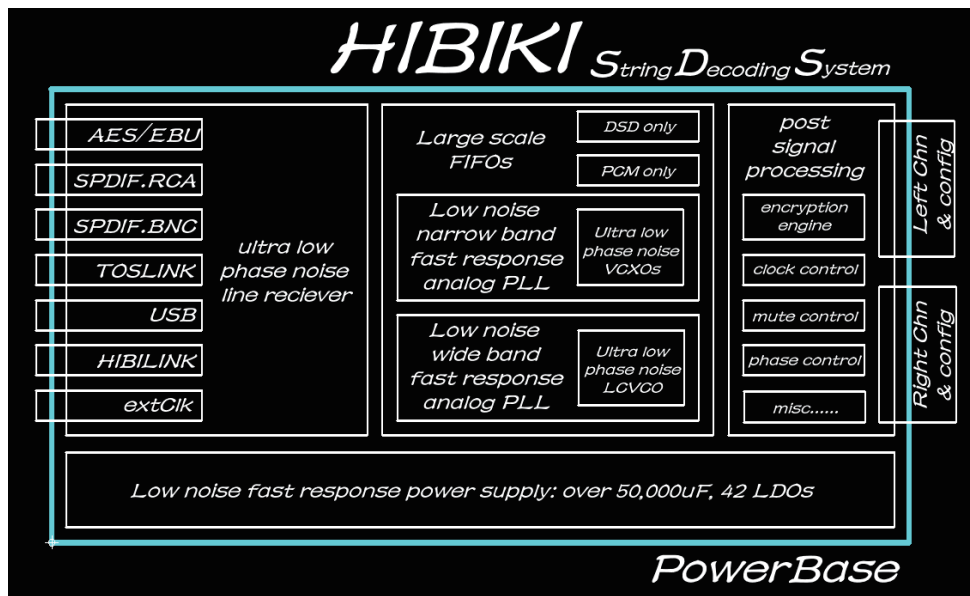 HIBIKI String Decoding System
AES/EBU
SPDIF.RCA
SPDIF.BNC
TOSLINK
USB
HIBILINK
extClk
ultra low
phase noise
line reciever
Large scale
FIFOs
DSD only
PCM only
Low noise
narrow band
fast response
analog PLL
Ultra low
phase noise
VCXOs
Low noise
wide band
fast response
analog PLL
Ultra low
phase noise
LCVCO
post
signal
processing
encryption
engine
clock control
mute control
phase control
misc......
Left Chn
& config
Right Chn
& config
Low noise fast response power supply: over 50,000uF, 42 LDOs
PowerBase